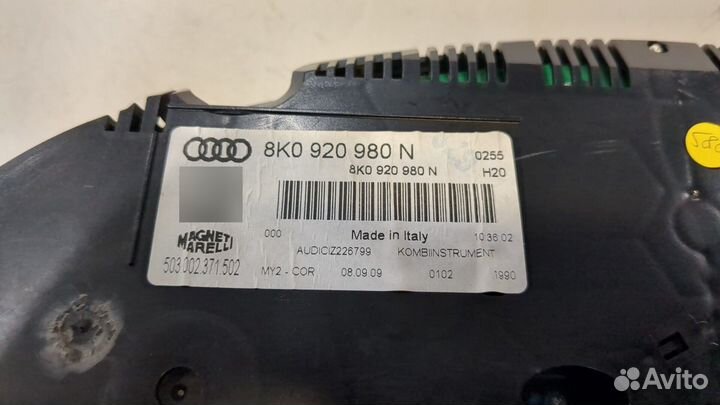 8K0 920 980 N
0255
8K0 920 980 N
H20
000
Made in Italy
10:36:02
MAGNETI
MARELLI
AUDICIZ226799
KOMBIINSTRUMENT
503.002.371.502
MY2 - COR
08.09.09
0102
1990
Avito